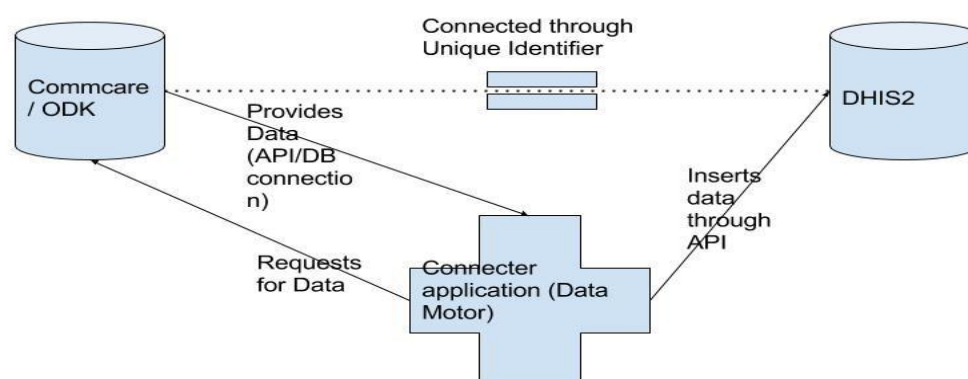 Connected through
Unique Identifier
Commcare
/ ODK
DHIS2
Provides
Data
(API/DB
connectio
n)
Inserts
data
through
API
Requests
for Data
Connecter
application (Data
Motor)